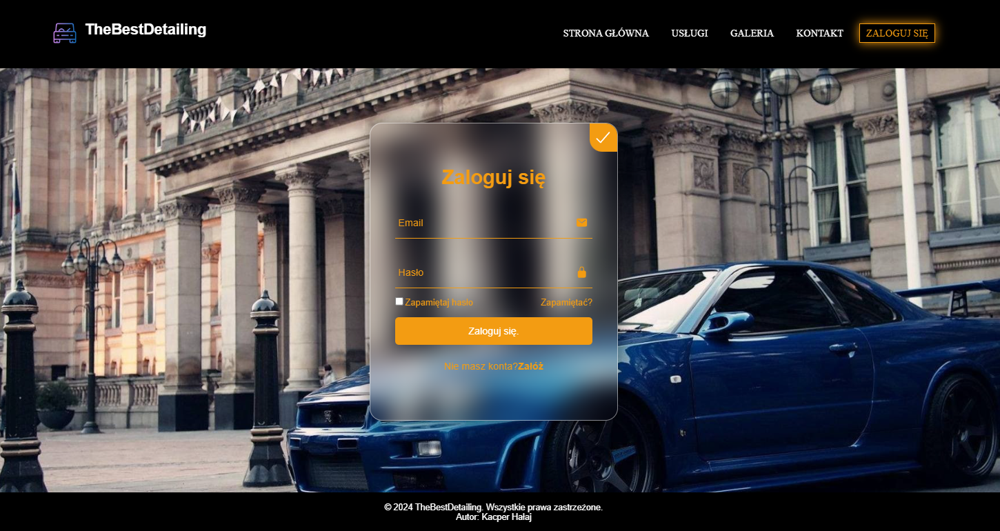 TheBestDetailing
STRONA GŁÓWNA USŁUGI GALERIA KONTAKT ZALOGUJ SIĘ
Zaloguj się
Email
Hasło
Zapamiętaj hasło Zapamiętać?
Zaloguj się.
Nie masz konta?Załóż
© 2024 TheBestDetailing. Wszystkie prawa zastrzeżone.
Autor: Kacper Hałaj